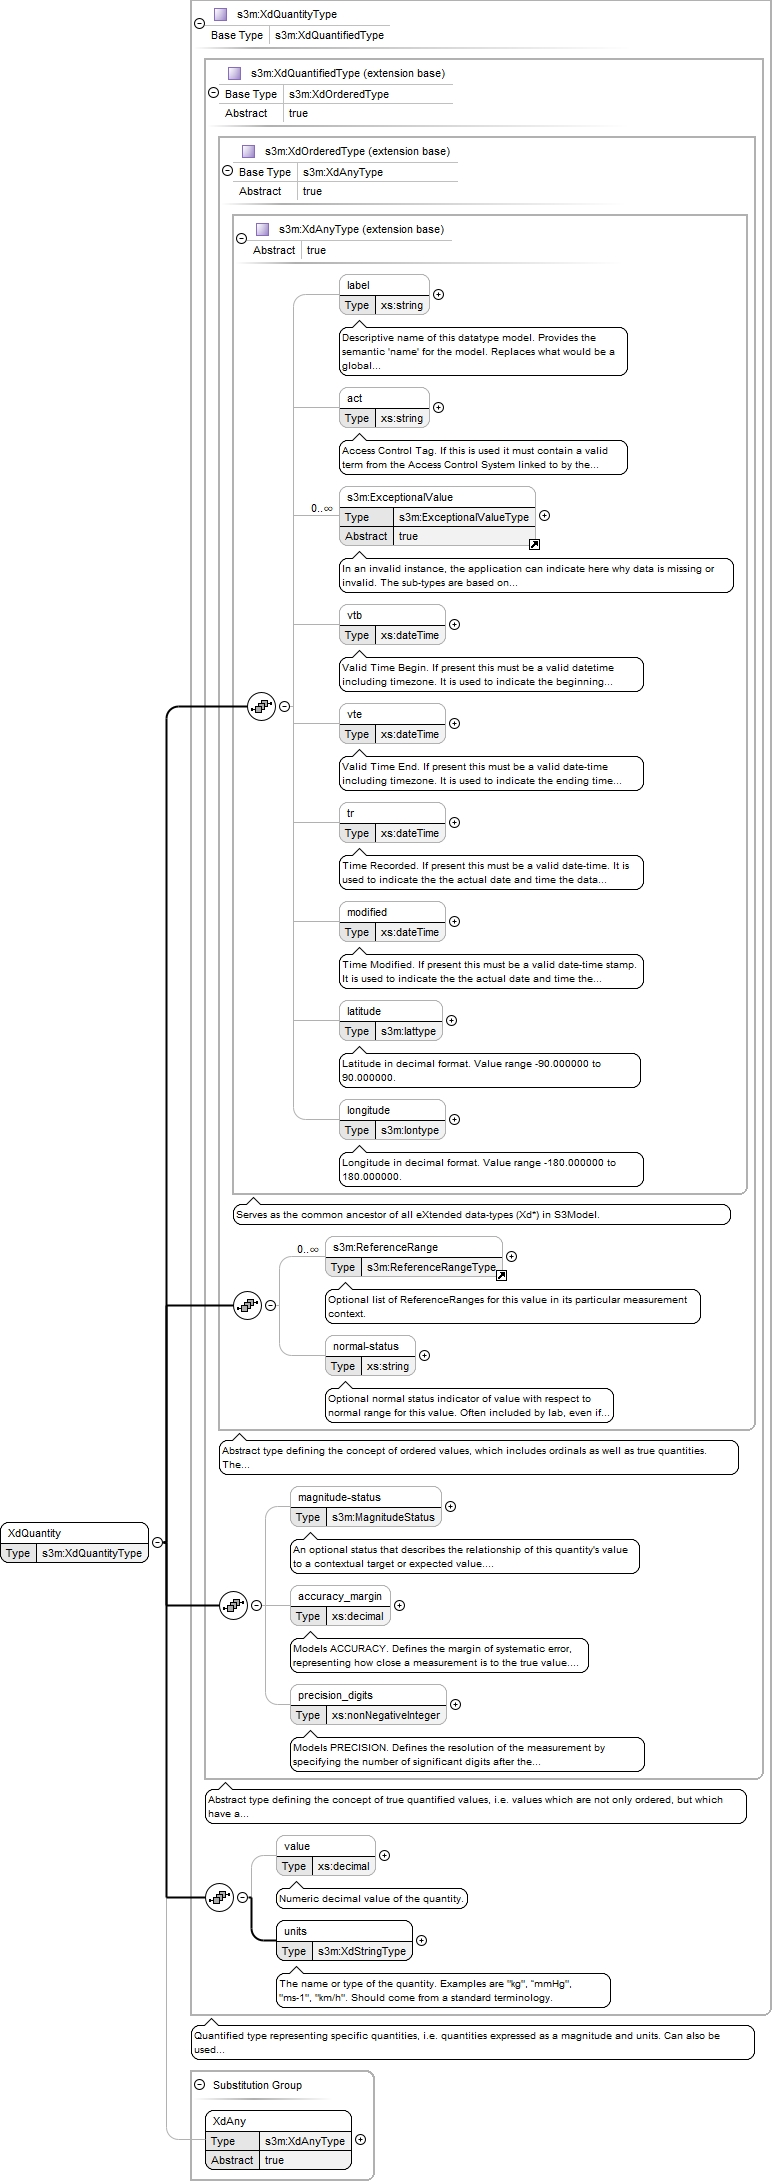 s3m:XdQuantityType
Base Type s3m:XdQuantifiedType
s3m:XdQuantifiedType (extension base)
Base Type s3m:XdOrderedType
Abstract true
s3m:XdOrderedType (extension base)
Base Type s3m:XdAnyType
Abstract true
s3m:XdAnyType (extension base)
Abstract true
label
Type xs:string
Descriptive name of this datatype model. Provides the
semantic 'name' for the model. Replaces what would be a
global...
act
Type xs:string
Access Control Tag. If this is used it must contain a valid
term from the Access Control System linked to by the...
s3m:ExceptionalValue
0..∞
Type s3m:ExceptionalValueType
Abstract true
In an invalid instance, the application can indicate here why data is missing or
invalid. The sub-types are based on...
vtb
Type xs:dateTime
Valid Time Begin. If present this must be a valid datetime
including timezone. It is used to indicate the beginning...
vte
Type xs:dateTime
Valid Time End. If present this must be a valid date-time
including timezone. It is used to indicate the ending time...
tr
Type xs:dateTime
Time Recorded. If present this must be a valid date-time. It is
used to indicate the the actual date and time the data...
modified
Type xs:dateTime
Time Modified. If present this must be a valid date-time stamp.
It is used to indicate the the actual date and time the...
latitude
Type s3m:lattype
Latitude in decimal format. Value range -90.000000 to
90.000000.
longitude
Type s3m:lontype
Longitude in decimal format. Value range -180.000000 to
180.000000.
Serves as the common ancestor of all eXtended data-types (Xd*) in S3Model.
0..∞ s3m:ReferenceRange
Type s3m:ReferenceRangeType
Optional list of ReferenceRanges for this value in its particular measurement
context.
normal-status
Type xs:string
Optional normal status indicator of value with respect to
normal range for this value. Often included by lab, even if...
Abstract type defining the concept of ordered values, which includes ordinals as well as true quantities.
The...
magnitude-status
Type s3m:MagnitudeStatus
An optional status that describes the relationship of this quantity's value
to a contextual target or expected value....
XdQuantity
Type s3m:XdQuantityType
accuracy_margin
Type xs:decimal
Models ACCURACY. Defines the margin of systematic error,
representing how close a measurement is to the true value....
precision_digits
Type xs:nonNegativeInteger
Models PRECISION. Defines the resolution of the measurement by
specifying the number of significant digits after the...
Abstract type defining the concept of true quantified values, i.e. values which are not only ordered, but which
have a...
value
Type xs:decimal
Numeric decimal value of the quantity.
units
Type s3m:XdStringType
The name or type of the quantity. Examples are "kg", "mmHg",
"ms-1", "km/h". Should come from a standard terminology.
Quantified type representing specific quantities, i.e. quantities expressed as a magnitude and units. Can also be
used...
Substitution Group
XdAny
Type s3m:XdAnyType
Abstract true